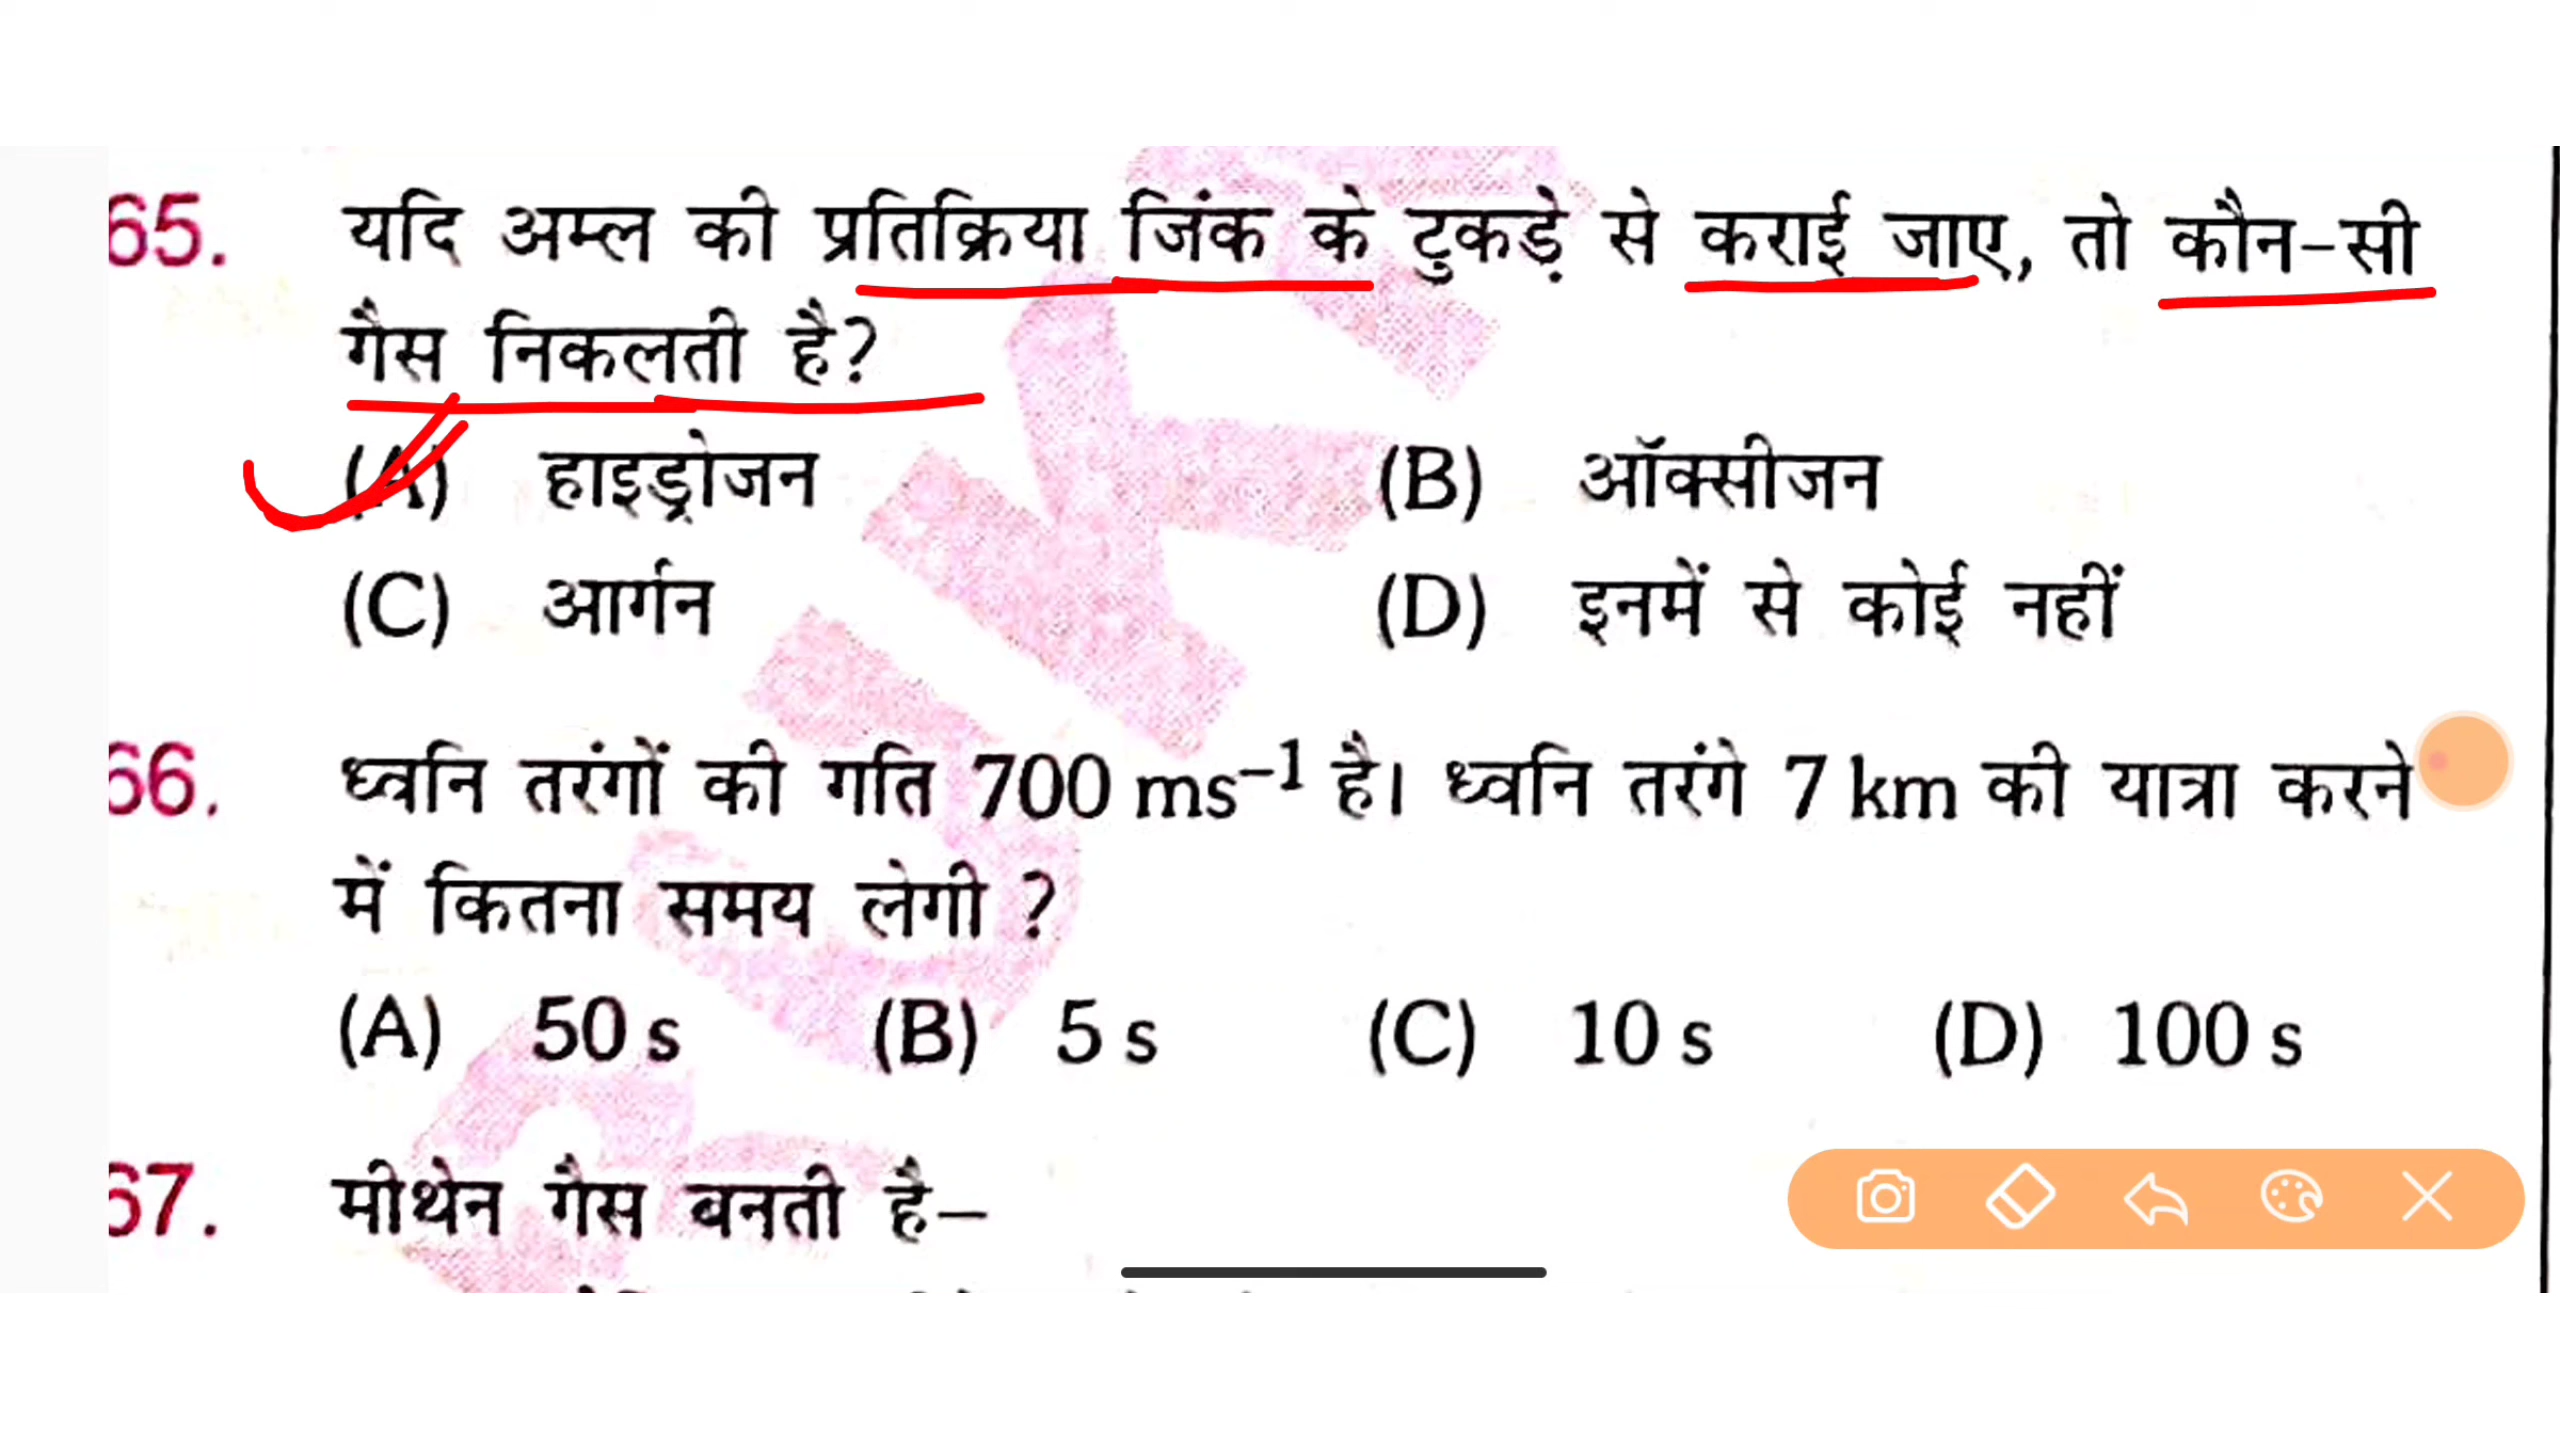 65. यदि अम्ल की प्रतिक्रिया जिंक के टुकड़े से कराई जाए, तो कौन-सी
गैस निकलती है?
(A) हाइड्रोजन (B) ऑक्सीजन
(C) आर्गन (D) इनमें से कोई नहीं
66. ध्वनि तरंगों की गति 700 ms⁻¹ है। ध्वनि तरंगे 7 km की यात्रा करने
में कितना समय लेगी ?
(A) 50 s (B) 5 s (C) 10 s (D) 100 s
67. मीथेन गैस बनती है–